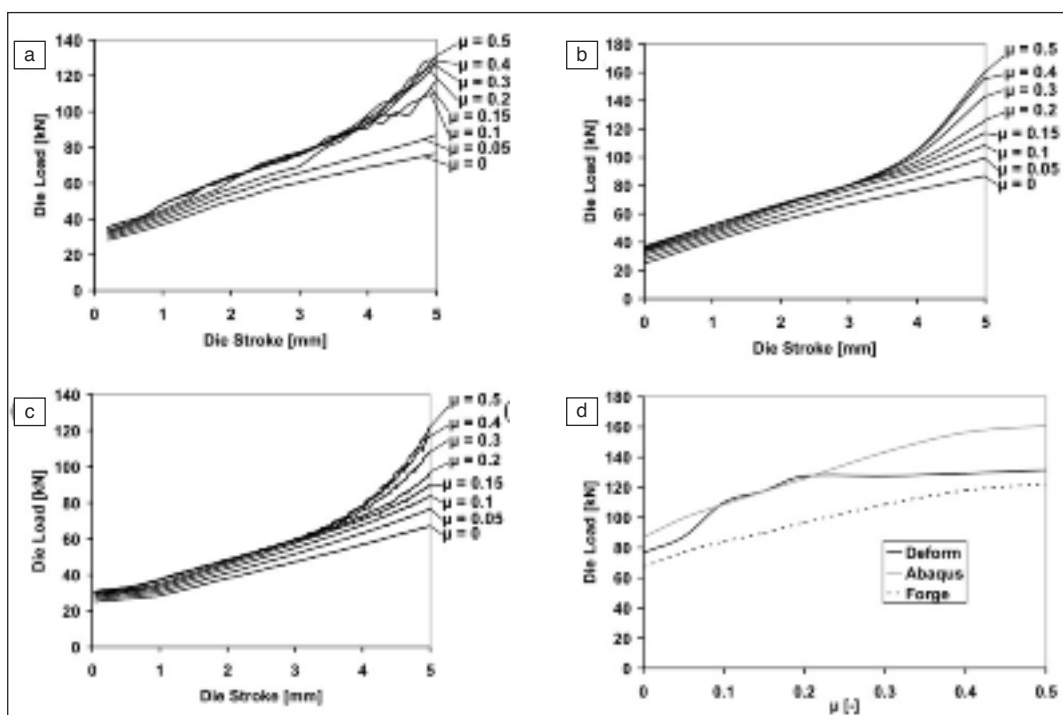 a
140
120
100
80
60
40
20
0
Die Load [kN]
0 1 2 3 4 5
Die Stroke [mm]
μ = 0.5
μ = 0.4
μ = 0.3
μ = 0.2
μ = 0.15
μ = 0.1
μ = 0.05
μ = 0
b
180
160
140
120
100
80
60
40
20
0
Die Load [kN]
0 1 2 3 4 5
Die Stroke [mm]
μ = 0.5
μ = 0.4
μ = 0.3
μ = 0.2
μ = 0.15
μ = 0.1
μ = 0.05
μ = 0
c
140
120
100
80
60
40
20
0
Die Load [kN]
0 1 2 3 4 5
Die Stroke [mm]
μ = 0.5
μ = 0.4
μ = 0.3
μ = 0.2
μ = 0.15
μ = 0.1
μ = 0.05
μ = 0
d
180
160
140
120
100
80
60
40
20
0
Die Load [kN]
0 0.1 0.2 0.3 0.4 0.5
μ [-]
Deform
Abaqus
Forge